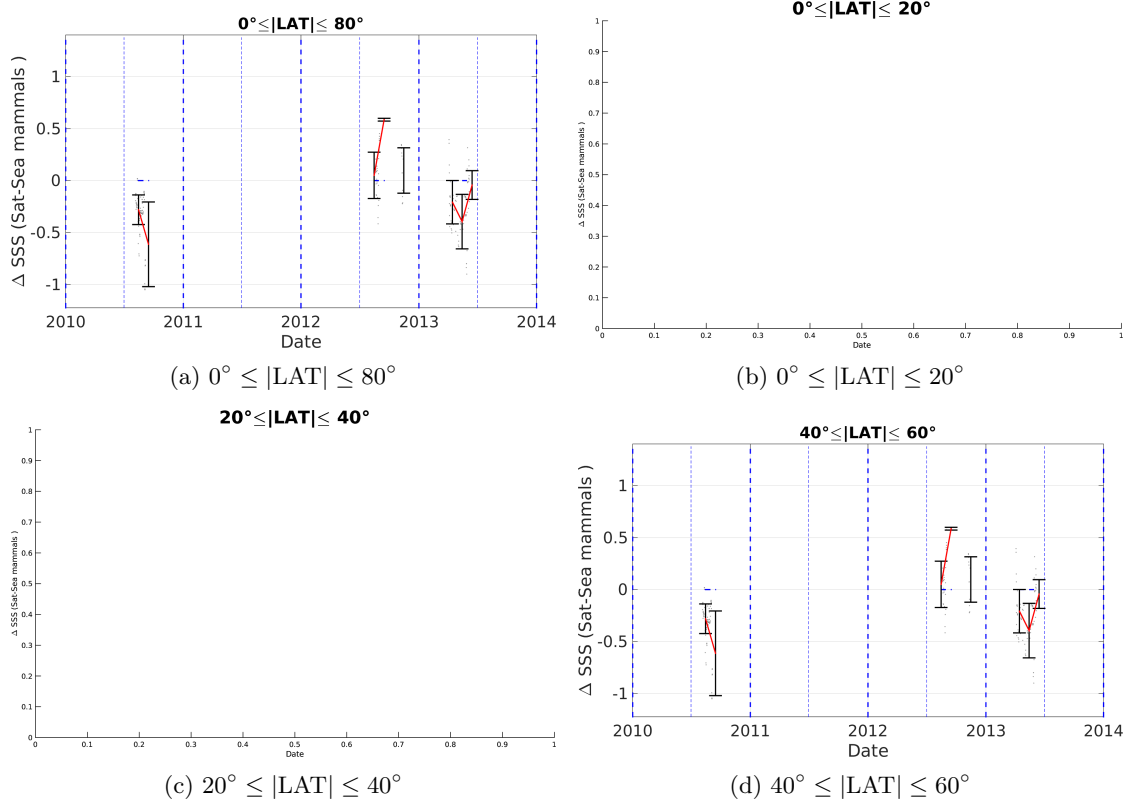 0°≤|LAT|≤ 80°
Δ SSS (Sat-Sea mammals )
1
0.5
0
-0.5
-1
2010 2011 2012 2013 2014
Date
(a) 0° ≤ |LAT| ≤ 80°
0°≤|LAT|≤ 20°
Δ SSS (Sat-Sea mammals )
1
0.9
0.8
0.7
0.6
0.5
0.4
0.3
0.2
0.1
0
0 0.1 0.2 0.3 0.4 0.5 0.6 0.7 0.8 0.9 1
Date
(b) 0° ≤ |LAT| ≤ 20°
20°≤|LAT|≤ 40°
Δ SSS (Sat-Sea mammals )
1
0.9
0.8
0.7
0.6
0.5
0.4
0.3
0.2
0.1
0
0 0.1 0.2 0.3 0.4 0.5 0.6 0.7 0.8 0.9 1
Date
(c) 20° ≤ |LAT| ≤ 40°
40°≤|LAT|≤ 60°
Δ SSS (Sat-Sea mammals )
1
0.5
0
-0.5
-1
2010 2011 2012 2013 2014
Date
(d) 40° ≤ |LAT| ≤ 60°